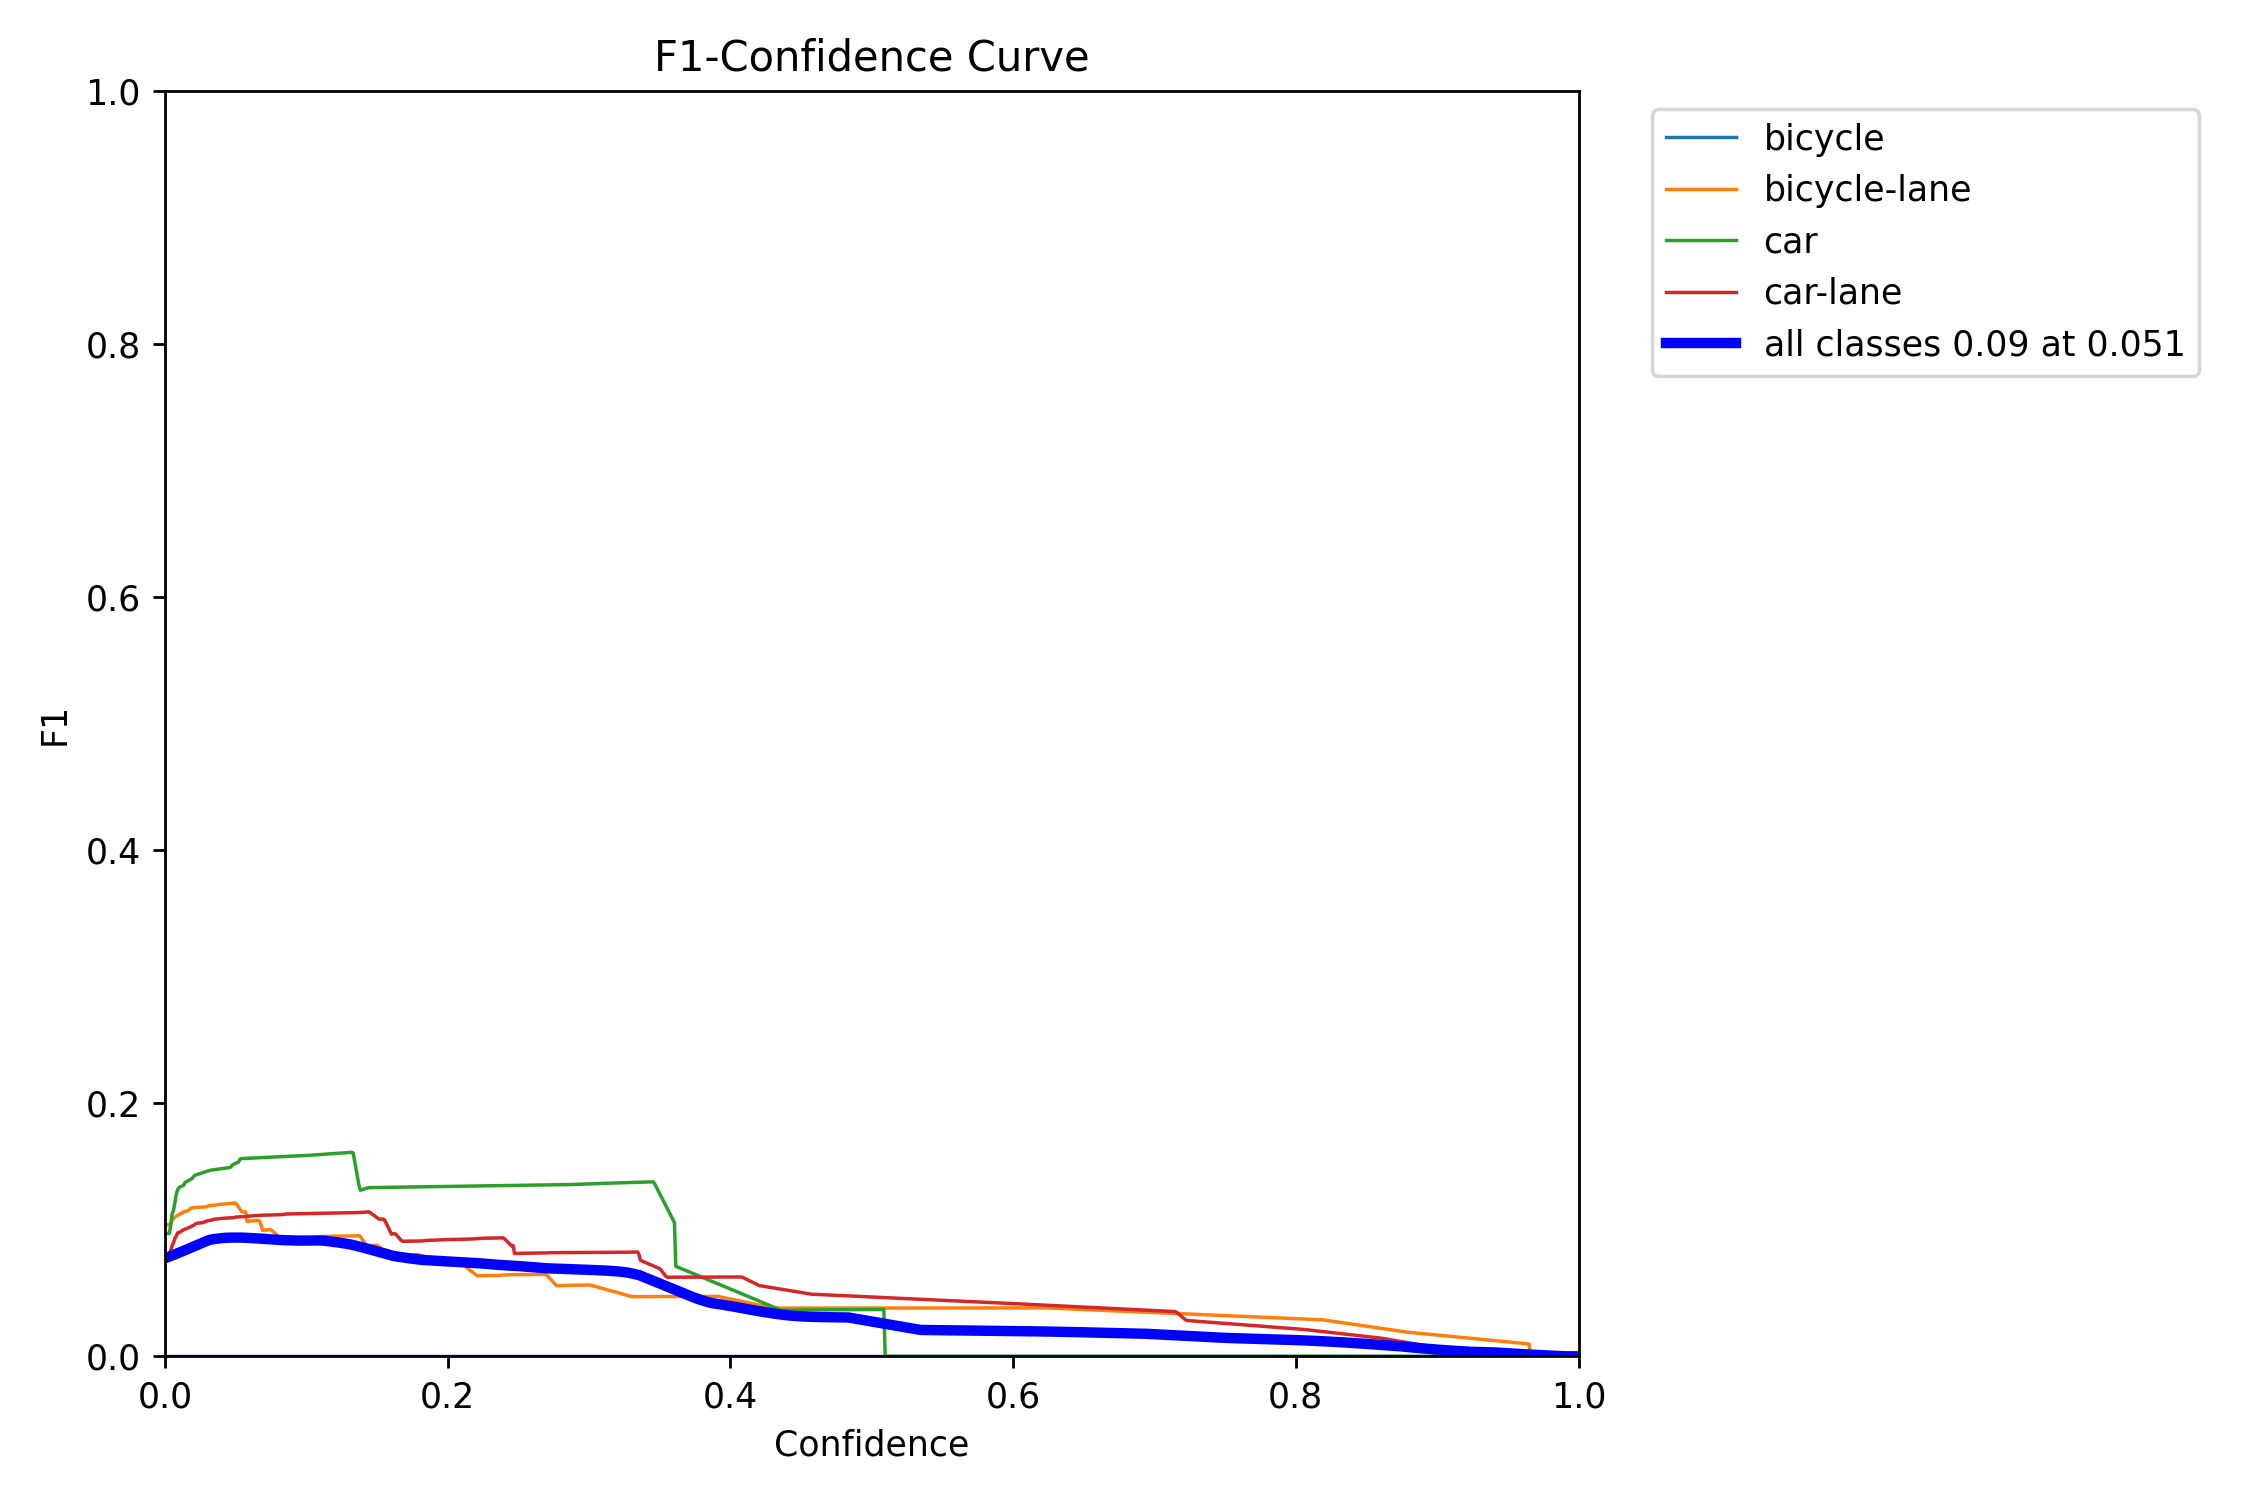 F1-Confidence Curve
1.0
0.8
0.6
0.4
0.2
0.0
F1
0.0 0.2 0.4 0.6 0.8 1.0
Confidence
bicycle
bicycle-lane
car
car-lane
all classes 0.09 at 0.051